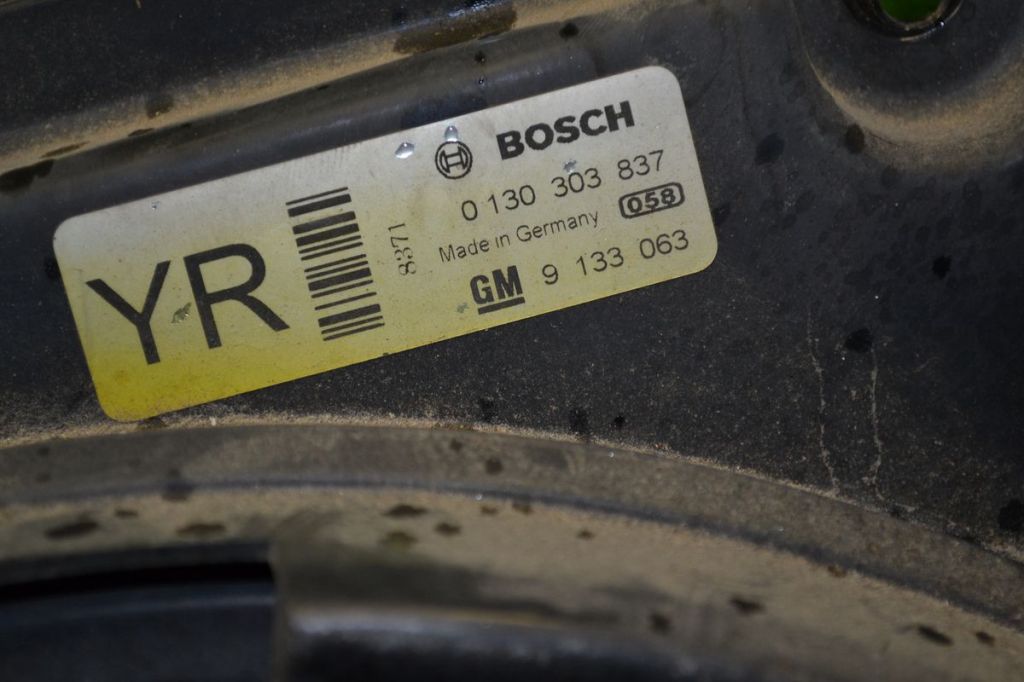 YR
8371
BOSCH
0 130 303 837
Made in Germany 058
GM 9 133 063